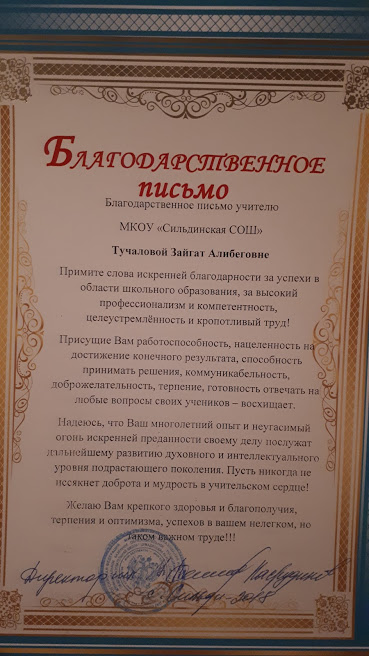 БЛАГОДАРСТВЕННОЕ
ПИСЬМО
Благодарственное письмо учителю
МКОУ «Сильдинская СОШ»
Тучаловой Зайгат Алибеговне
Примите слова искренней благодарности за успехи в
области школьного образования, за высокий
профессионализм и компетентность,
целеустремлённость и кропотливый труд!
Присущие Вам работоспособность, нацеленность на
достижение конечного результата, способность
принимать решения, коммуникабельность,
доброжелательность, терпение, готовность отвечать на
любые вопросы своих учеников – восхищает.
Надеюсь, что Ваш многолетний опыт и неугасимый
огонь искренней преданности своему делу послужат
дальнейшему развитию духовного и интеллектуального
уровня подрастающего поколения. Пусть никогда не
иссякнет доброта и мудрость в учительском сердце!
Желаю Вам крепкого здоровья и благополучия,
терпения и оптимизма, успехов в вашем нелегком, но
таком важном труде!!!
Директор
2018